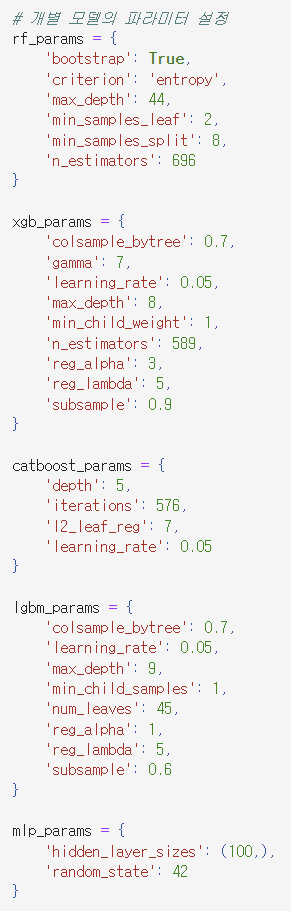 # 개별 모델의 파라미터 설정
rf_params = {
    'bootstrap': True,
    'criterion': 'entropy',
    'max_depth': 44,
    'min_samples_leaf': 2,
    'min_samples_split': 8,
    'n_estimators': 696
}

xgb_params = {
    'colsample_bytree': 0.7,
    'gamma': 7,
    'learning_rate': 0.05,
    'max_depth': 8,
    'min_child_weight': 1,
    'n_estimators': 589,
    'reg_alpha': 3,
    'reg_lambda': 5,
    'subsample': 0.9
}

catboost_params = {
    'depth': 5,
    'iterations': 576,
    'l2_leaf_reg': 7,
    'learning_rate': 0.05
}

lgbm_params = {
    'colsample_bytree': 0.7,
    'learning_rate': 0.05,
    'max_depth': 9,
    'min_child_samples': 1,
    'num_leaves': 45,
    'reg_alpha': 1,
    'reg_lambda': 5,
    'subsample': 0.6
}

mlp_params = {
    'hidden_layer_sizes': (100,),
    'random_state': 42
}